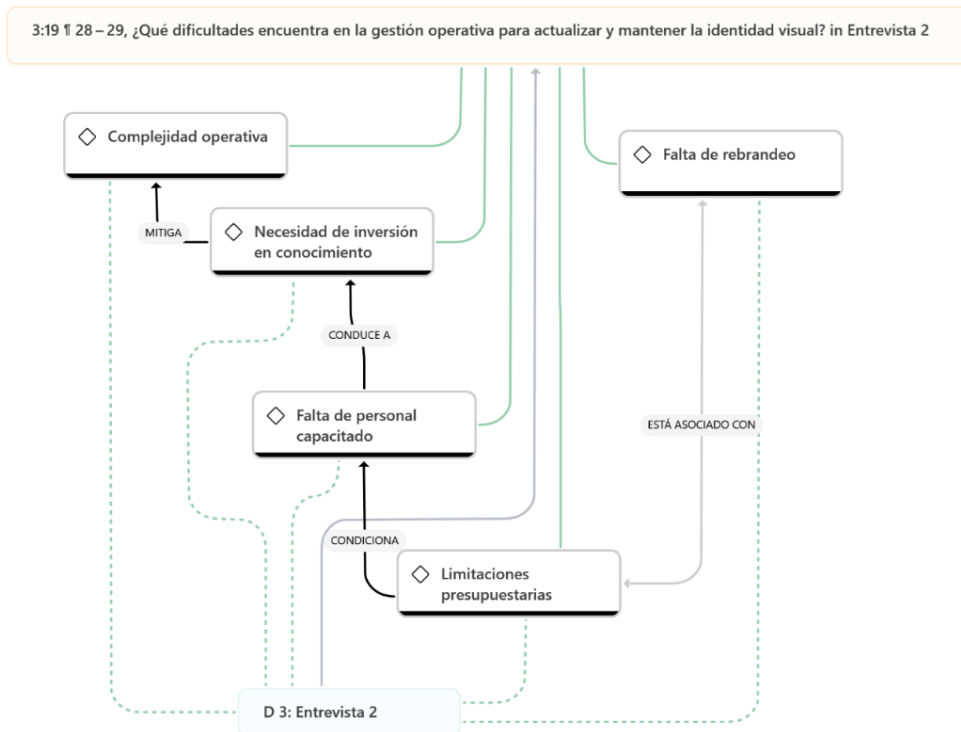 3:19 ¶ 28 – 29, ¿Qué dificultades encuentra en la gestión operativa para actualizar y mantener la identidad visual? in Entrevista 2
Complejidad operativa
Falta de rebrandeo
MITIGA
Necesidad de inversión
en conocimiento
CONDUCE A
Falta de personal
capacitado
ESTÁ ASOCIADO CON
CONDICIONA
Limitaciones
presupuestarias
D 3: Entrevista 2